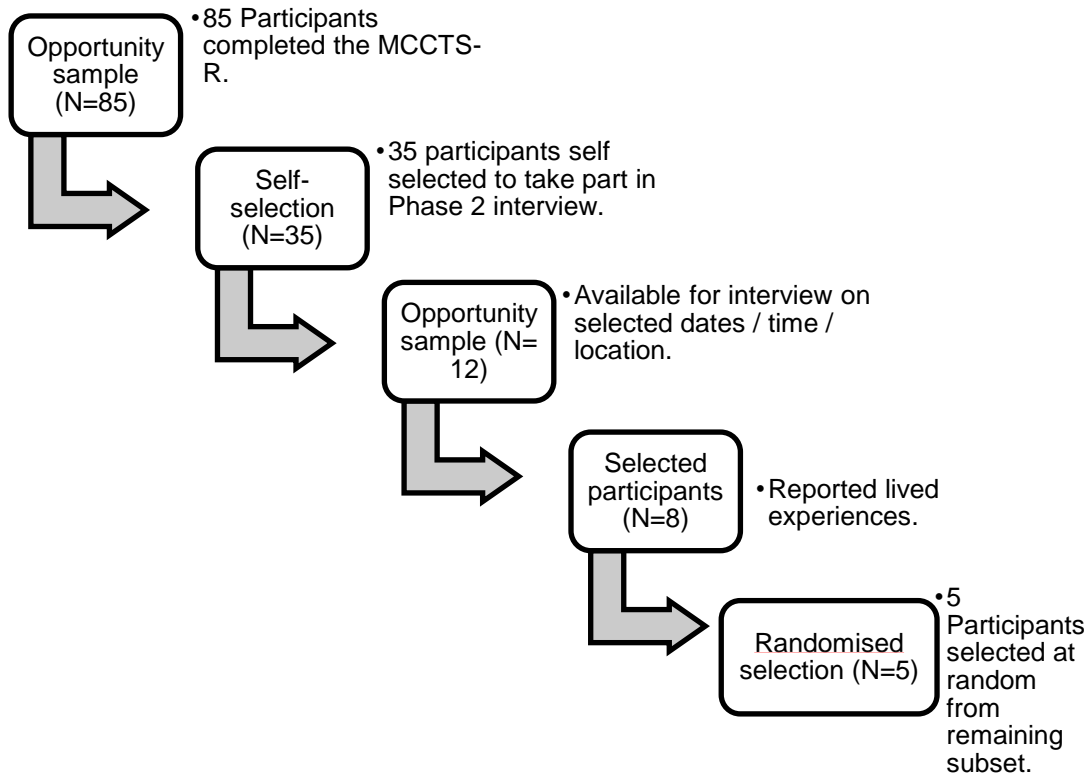 Opportunity
sample
(N=85)
•85 Participants
completed the MCCTS-
R.
Self-
selection
(N=35)
•35 participants self
selected to take part in
Phase 2 interview.
Opportunity
sample (N=
12)
•Available for interview on
selected dates / time /
location.
Selected
participants
(N=8)
•Reported lived
experiences.
Randomised
selection (N=5)
•5
Participants
selected at
random
from
remaining
subset.